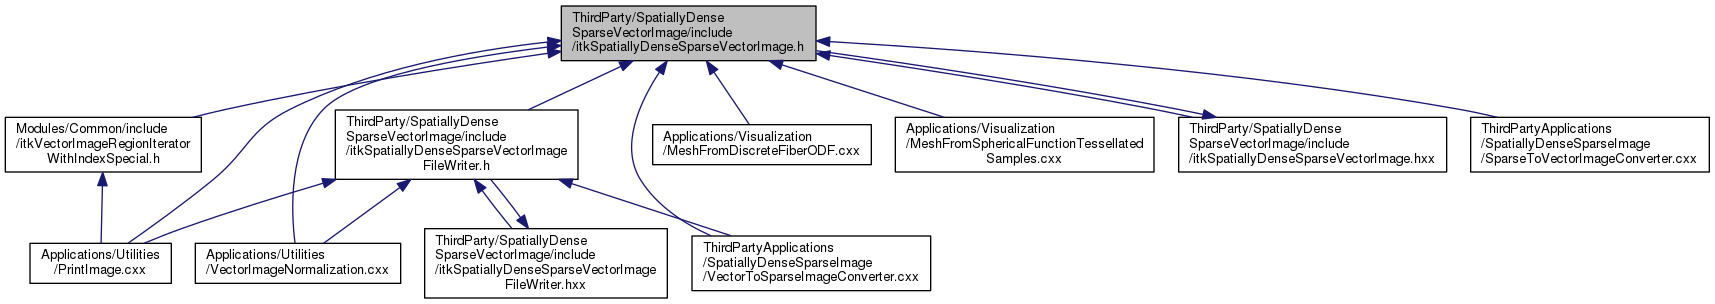 ThirdParty/SpatiallyDense
SparseVectorImage/include
/itkSpatiallyDenseSparseVectorImage.h
Modules/Common/include
/itkVectorImageRegionIterator
WithIndexSpecial.h
ThirdParty/SpatiallyDense
SparseVectorImage/include
/itkSpatiallyDenseSparseVectorImage
FileWriter.h
Applications/Visualization
/MeshFromDiscreteFiberODF.cxx
Applications/Visualization
/MeshFromSphericalFunctionTessellated
Samples.cxx
ThirdParty/SpatiallyDense
SparseVectorImage/include
/itkSpatiallyDenseSparseVectorImage.hxx
ThirdPartyApplications
/SpatiallyDenseSparseImage
/SparseToVectorImageConverter.cxx
Applications/Utilities
/PrintImage.cxx
Applications/Utilities
/VectorImageNormalization.cxx
ThirdParty/SpatiallyDense
SparseVectorImage/include
/itkSpatiallyDenseSparseVectorImage
FileWriter.hxx
ThirdPartyApplications
/SpatiallyDenseSparseImage
/VectorToSparseImageConverter.cxx